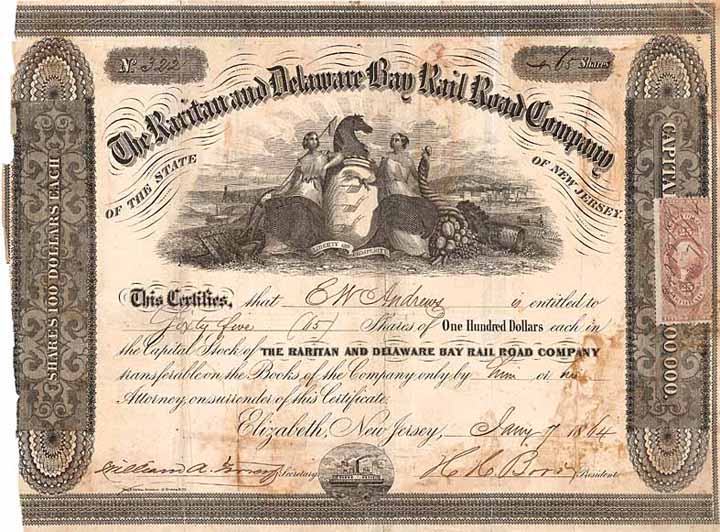 No. 322
65 Shares
The Raritan and Delaware Bay Rail Road Company
OF THE STATE OF NEW JERSEY.
LIBERTY AND PROSPERITY
SHARES 100 DOLLARS EACH
CAPITAL 000,000.
This Certifies, that E W Andrews is entitled to
Sixty five (65) Shares of One Hundred Dollars each in
the Capital Stock of THE RARITAN AND DELAWARE BAY RAIL ROAD COMPANY
transferable on the Books of the Company only by him or his
Attorney, on surrender of this Certificate.
Elizabeth, New Jersey, Jany 7 1864
William A. Secretary
President